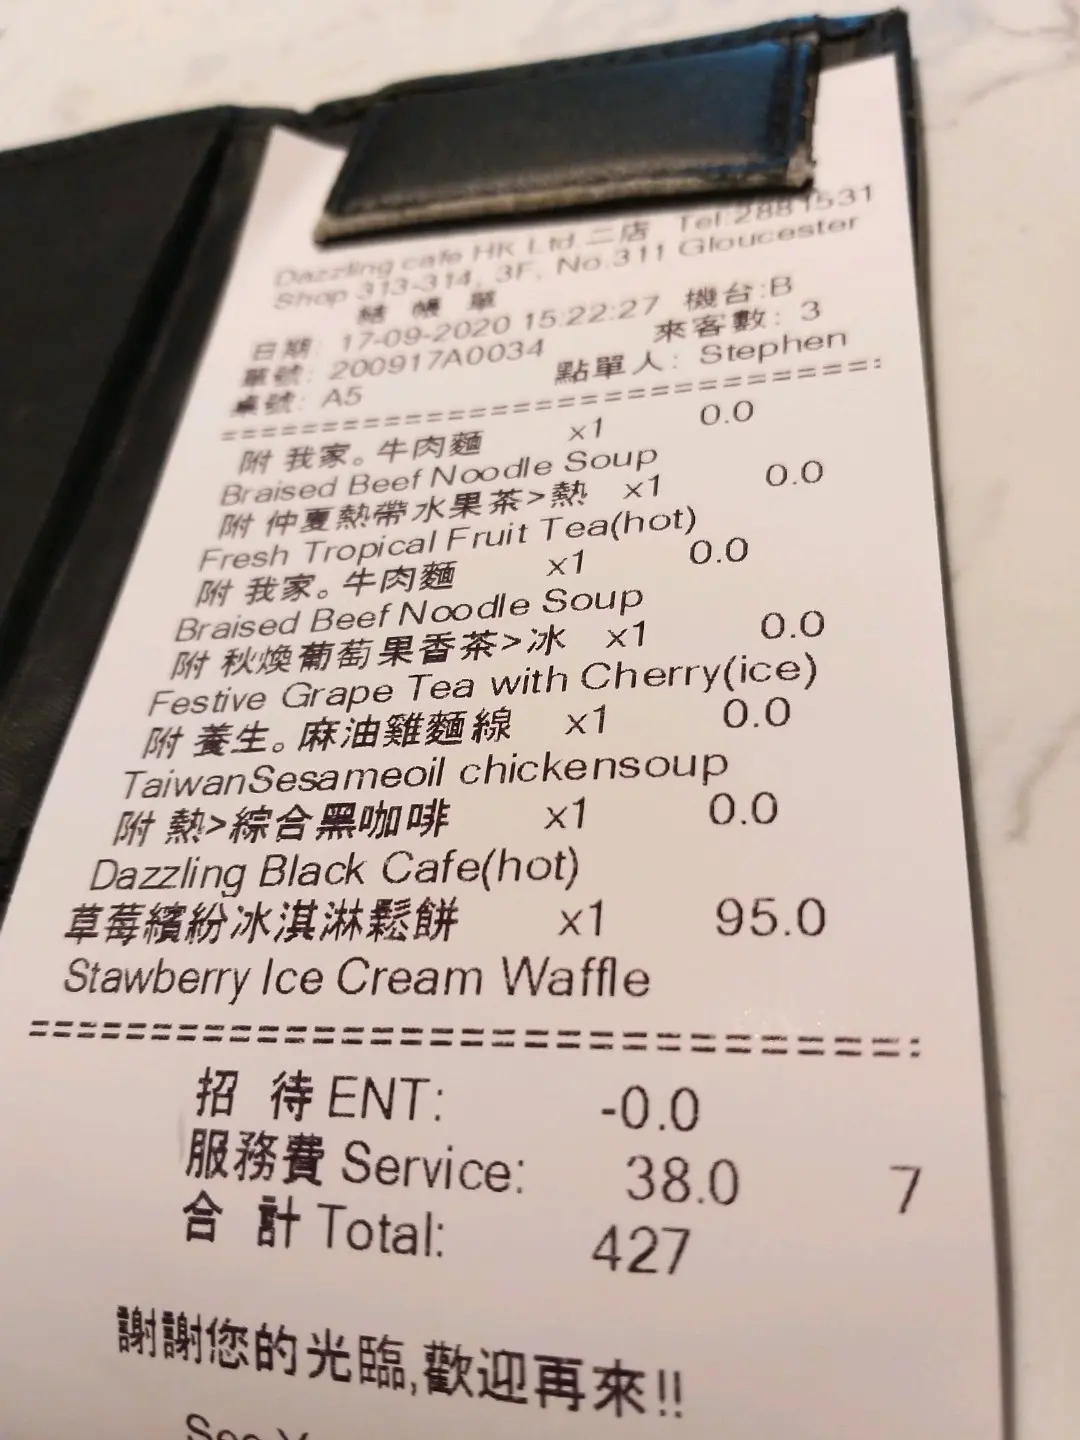 Dazzling cafe HK Ltd.二店 Tel:28881531
Shop 313-314, 3F, No.311 Gloucester
結 帳 單
日期: 17-09-2020 15:22:27 機台:B
單號: 200917A0034 來客數: 3
桌號: A5 點單人: Stephen
附 我家。牛肉麵 x1 0.0
Braised Beef Noodle Soup
附 仲夏熱帶水果茶>熱 x1 0.0
Fresh Tropical Fruit Tea(hot)
附 我家。牛肉麵 x1 0.0
Braised Beef Noodle Soup
附 秋煥葡萄果香茶>冰 x1 0.0
Festive Grape Tea with Cherry(ice)
附 養生。麻油雞麵線 x1 0.0
TaiwanSesameoil chickensoup
附 熱>綜合黑咖啡 x1 0.0
Dazzling Black Cafe(hot)
草莓繽紛冰淇淋鬆餅 x1 95.0
Stawberry Ice Cream Waffle
招 待 ENT: -0.0
服務費 Service: 38.0 7
合 計 Total: 427
謝謝您的光臨,歡迎再來!!
See